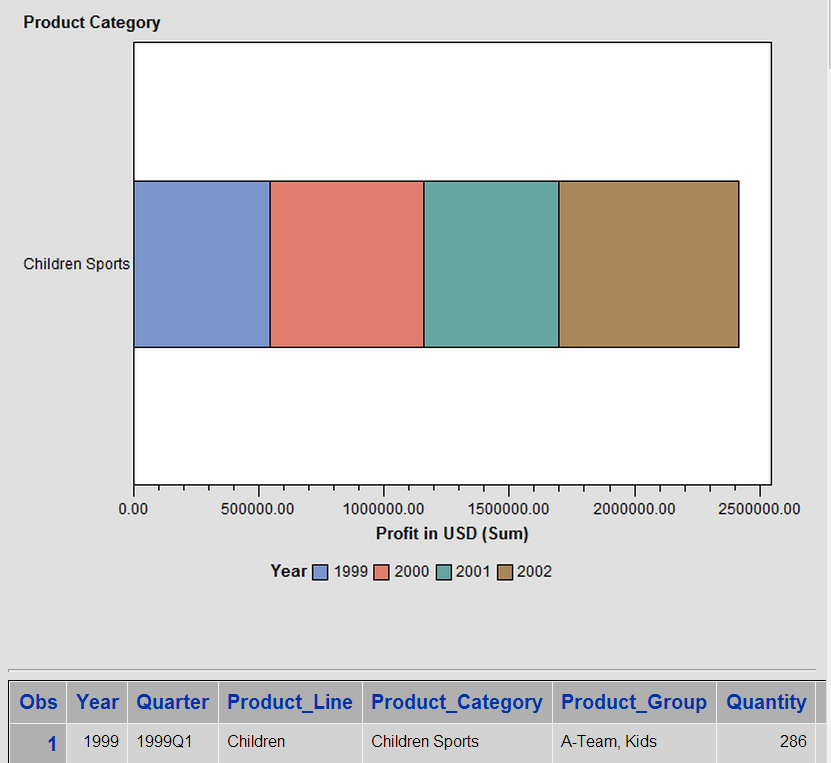 Product Category
Children Sports
0.00 500000.00 1000000.00 1500000.00 2000000.00 2500000.00
Profit in USD (Sum)
Year 1999 2000 2001 2002
Obs Year Quarter Product_Line Product_Category Product_Group Quantity
1 1999 1999Q1 Children Children Sports A-Team, Kids 286